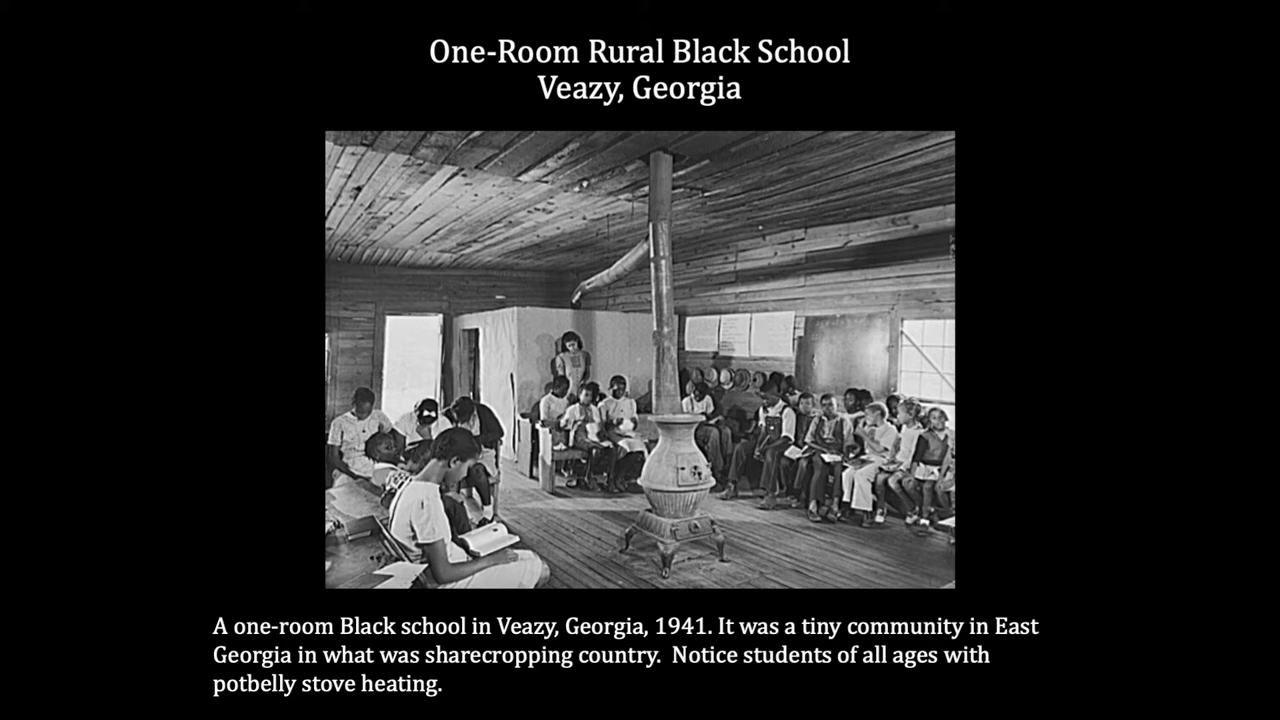 One-Room Rural Black School
Veazy, Georgia
A one-room Black school in Veazy, Georgia, 1941. It was a tiny community in East
Georgia in what was sharecropping country.  Notice students of all ages with
potbelly stove heating.